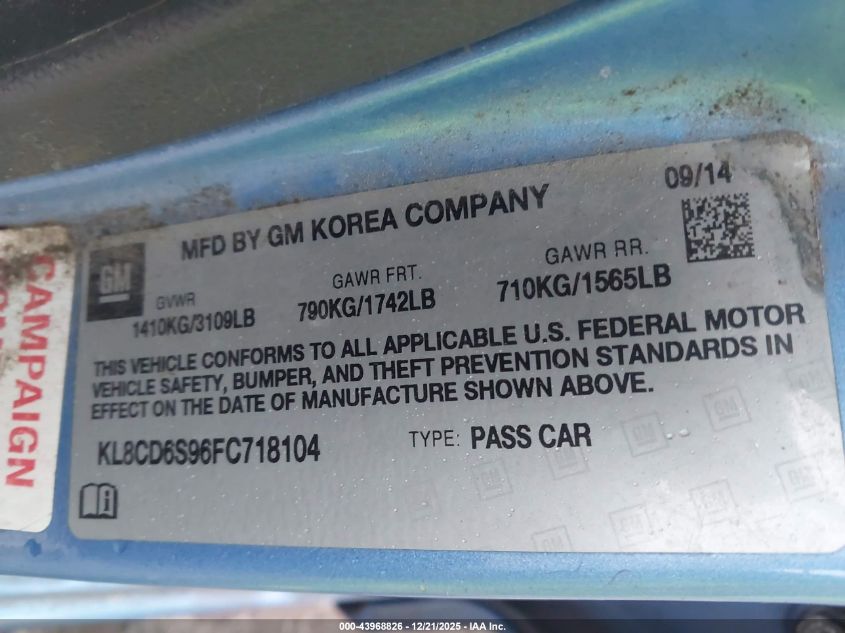 09/14
MFD BY GM KOREA COMPANY
GM
GVWR GAWR FRT. GAWR RR.
1410KG/3109LB 790KG/1742LB 710KG/1565LB
THIS VEHICLE CONFORMS TO ALL APPLICABLE U.S. FEDERAL MOTOR
VEHICLE SAFETY, BUMPER, AND THEFT PREVENTION STANDARDS IN
EFFECT ON THE DATE OF MANUFACTURE SHOWN ABOVE.
KL8CD6S96FC718104 TYPE: PASS CAR
CAMPAIGN
000-43968826 - 12/21/2025 - IAA Inc.